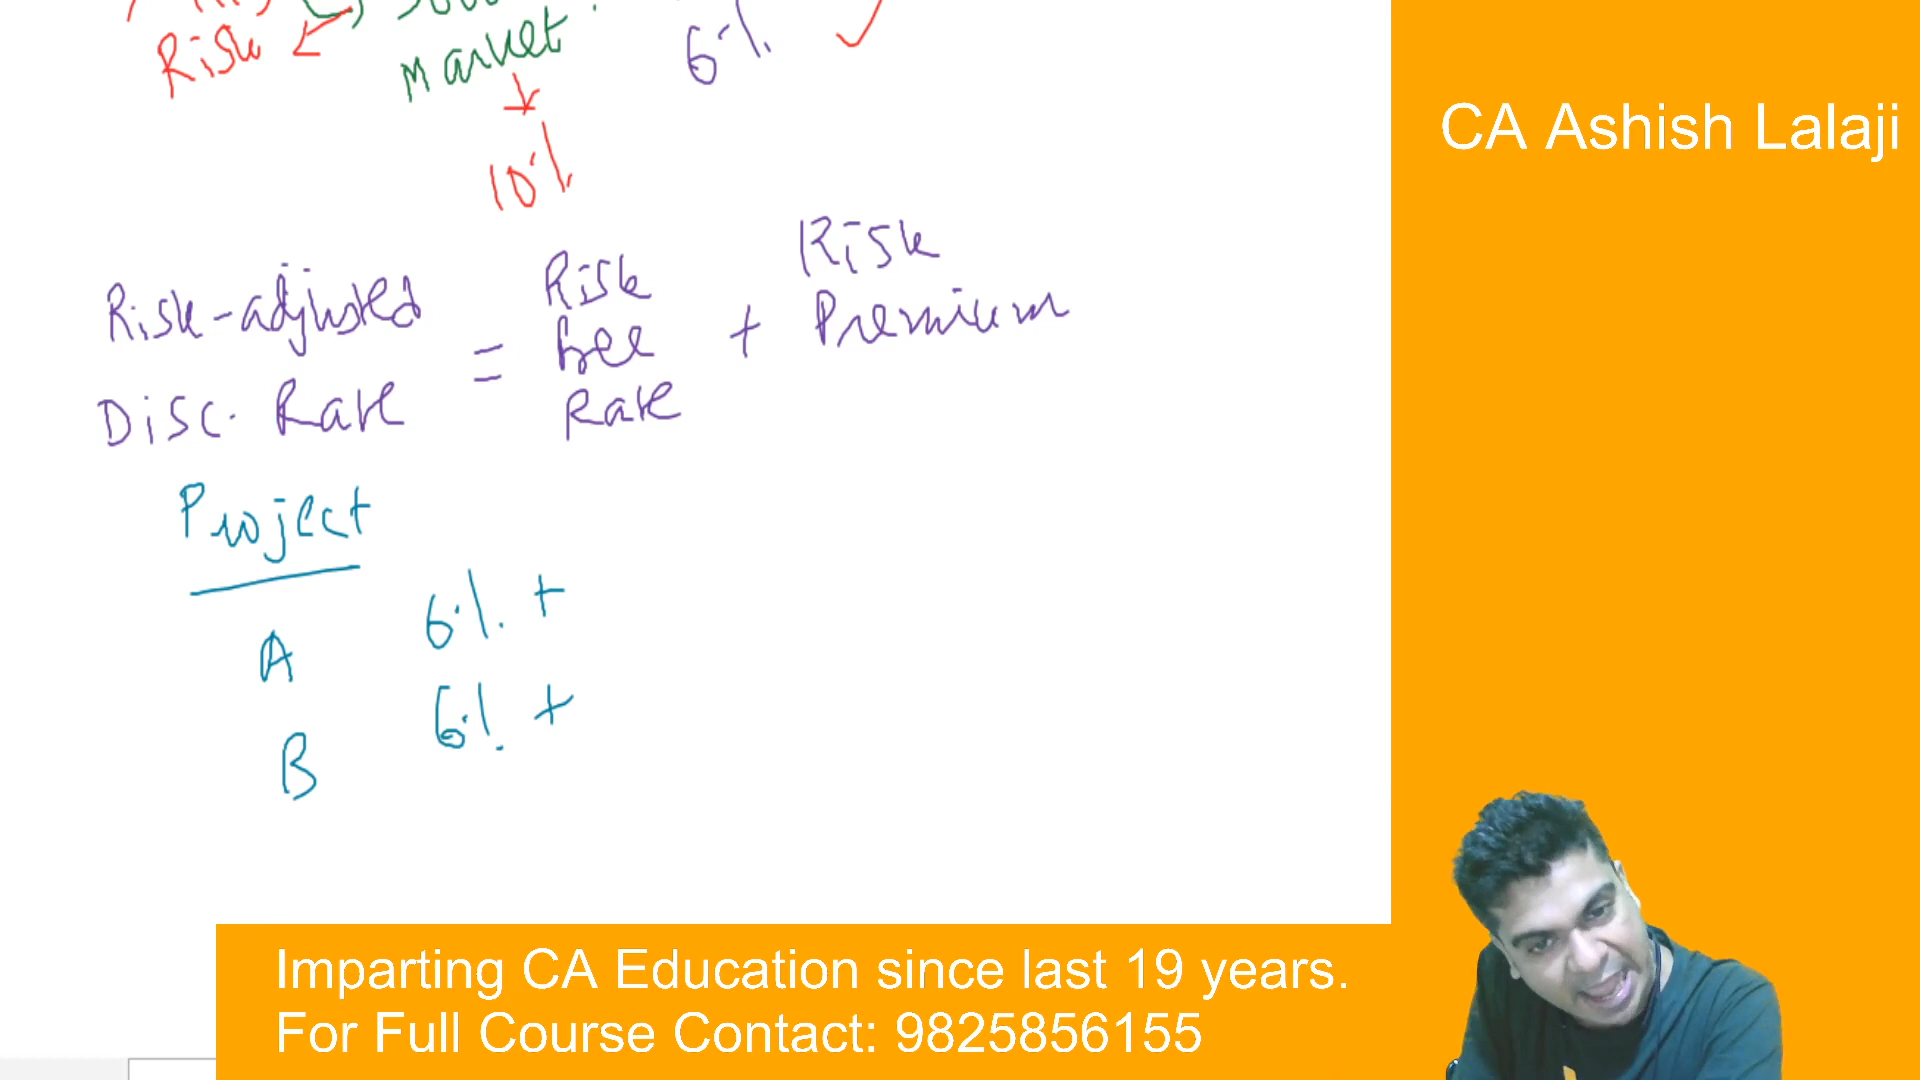 Risk
market
6%
10%
Risk-adjusted Disc. Rate = Risk free Rate + Risk Premium
Project
A 6% +
B 6% +
CA Ashish Lalaji
Imparting CA Education since last 19 years.
For Full Course Contact: 9825856155